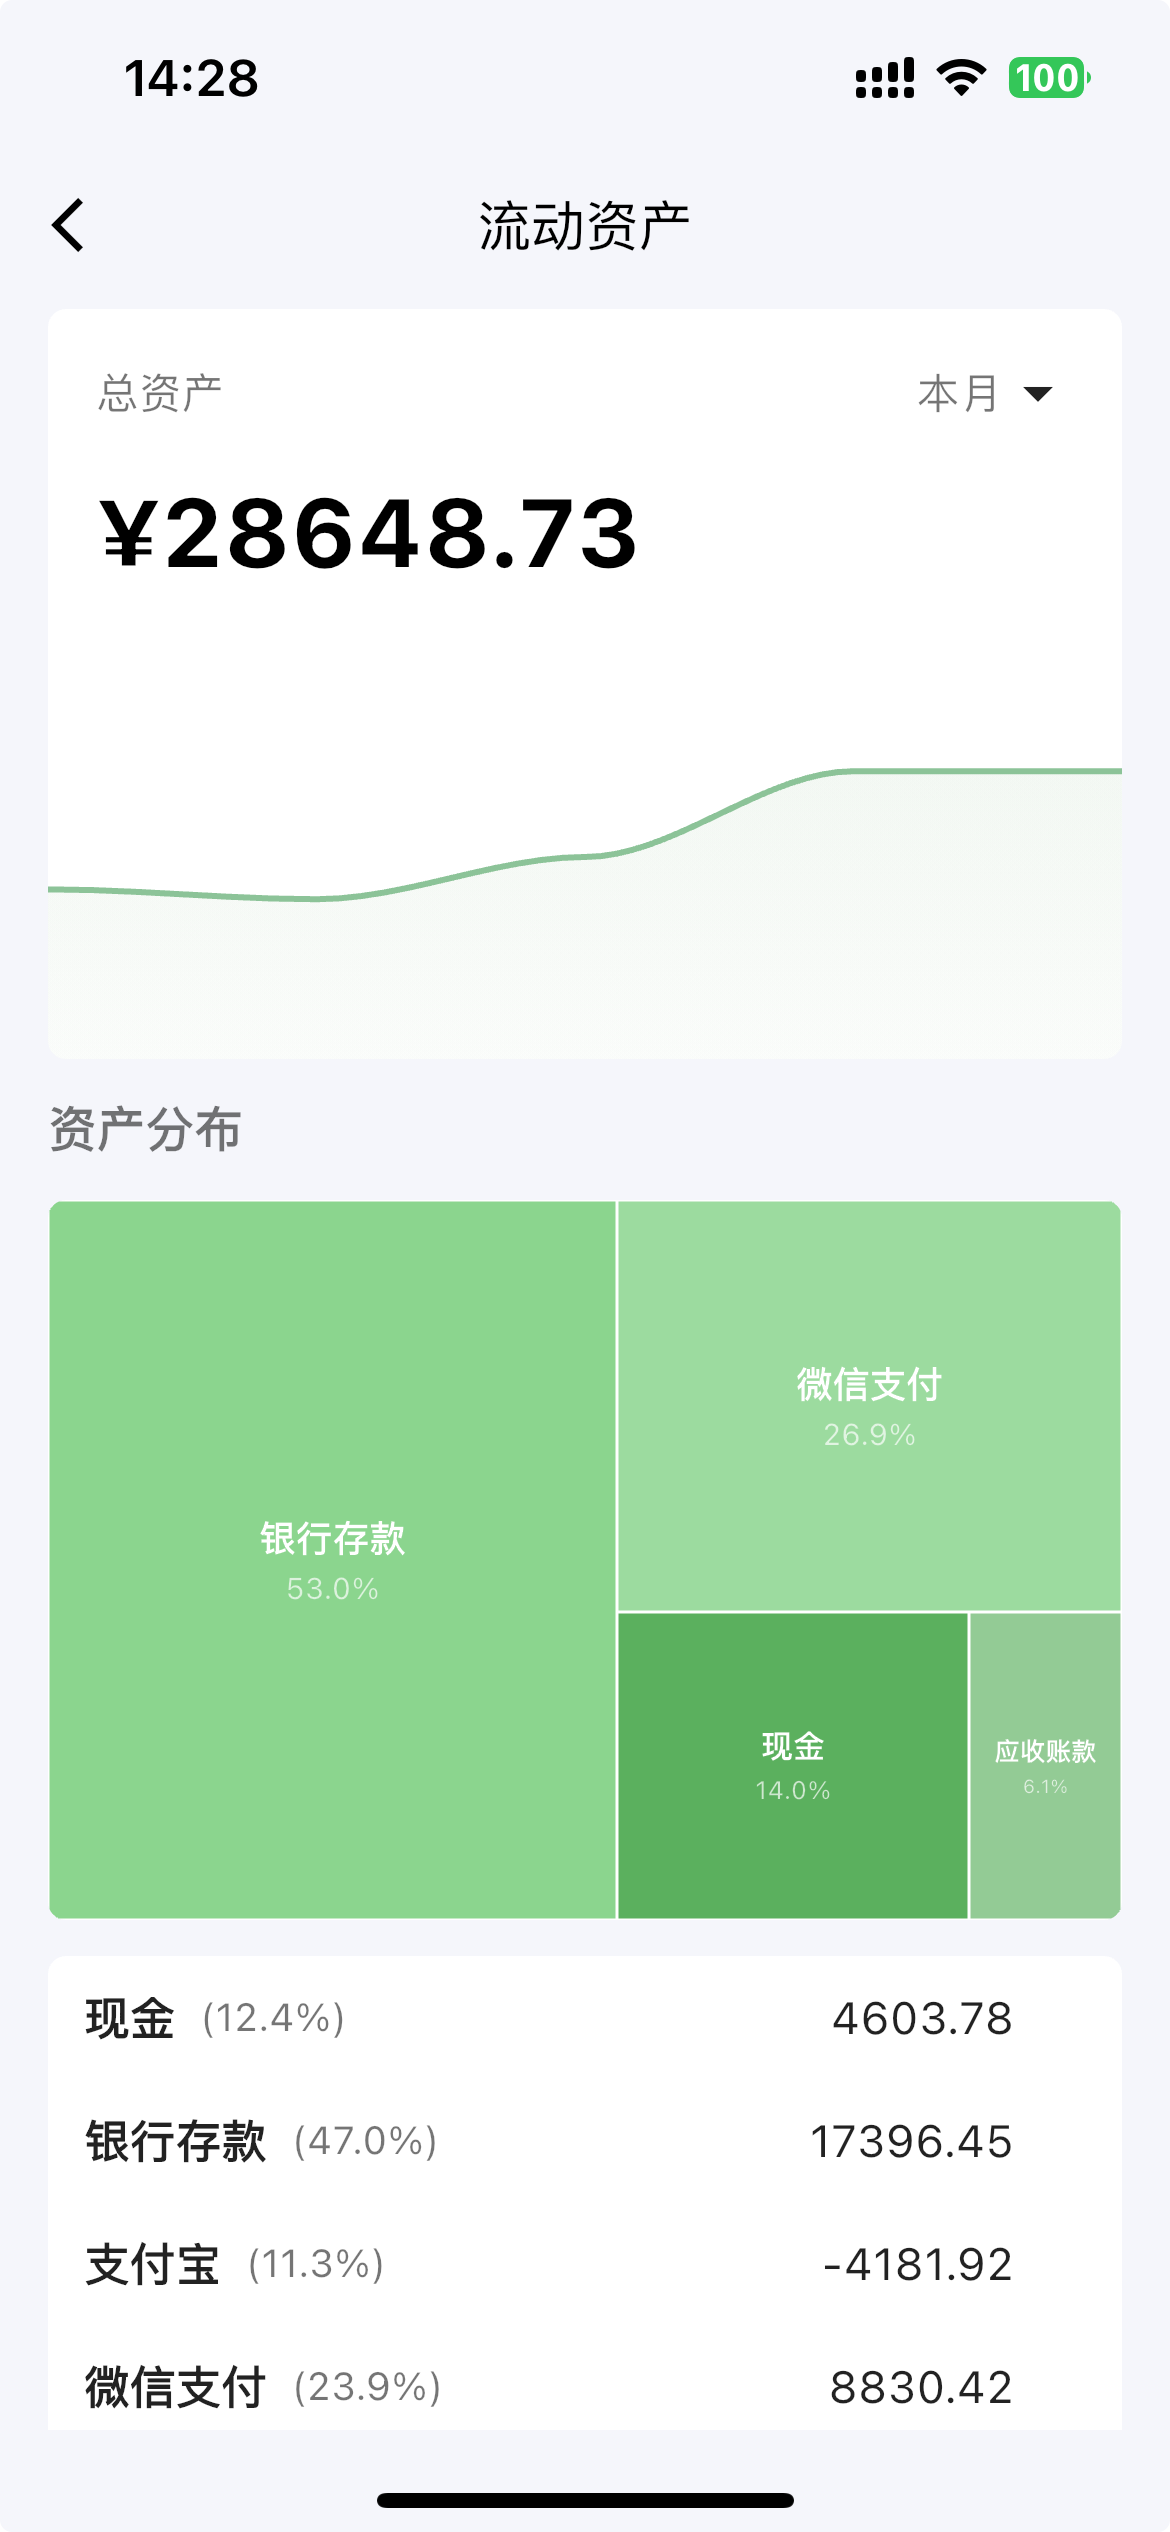 14:28
100
流动资产
总资产 本月
¥28648.73
资产分布
微信支付
26.9%
银行存款
53.0%
现金
14.0%
应收账款
6.1%
现金 (12.4%) 4603.78
银行存款 (47.0%) 17396.45
支付宝 (11.3%) -4181.92
微信支付 (23.9%) 8830.42